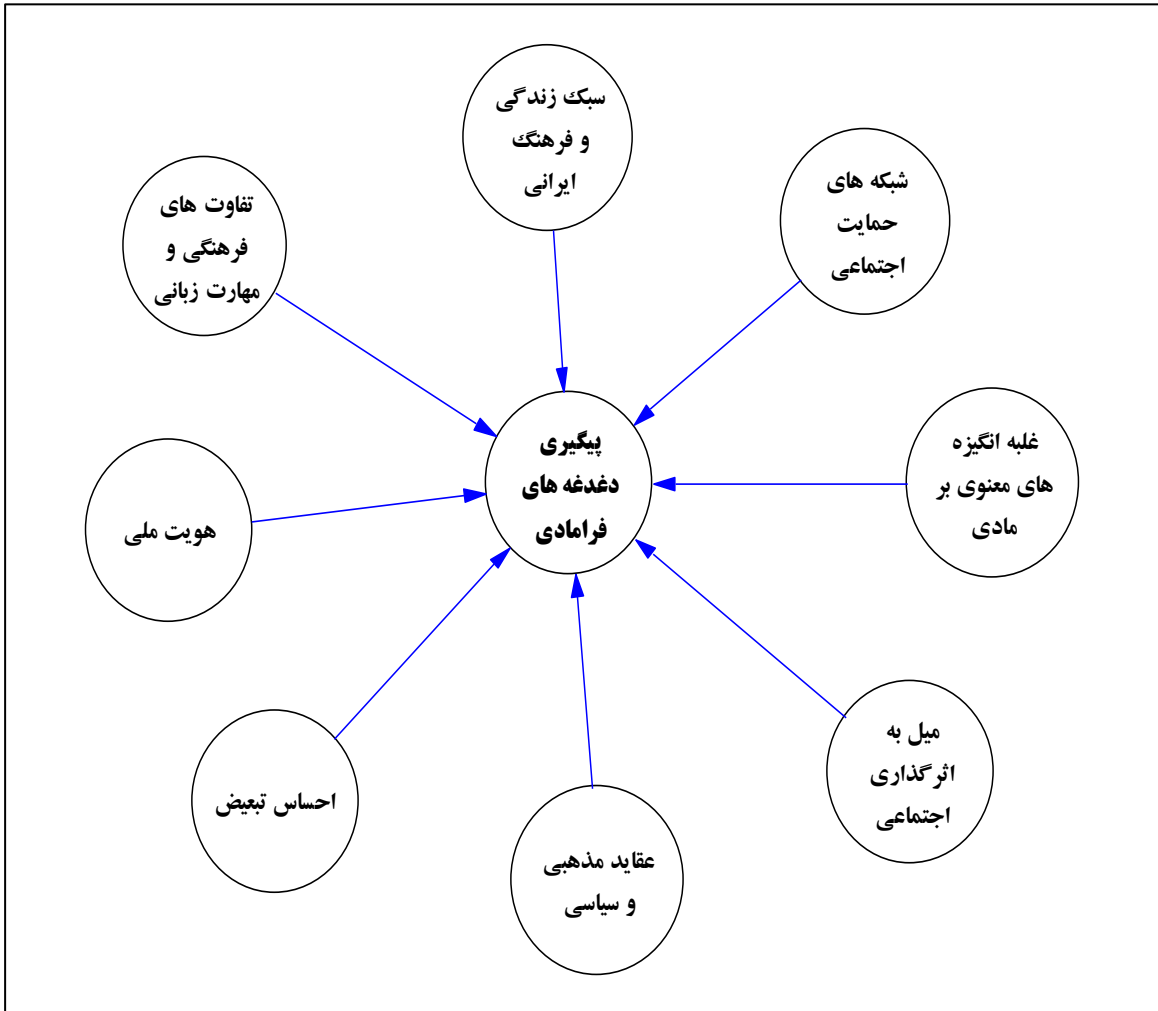 سبک زندگی
و فرهنگ
ایرانی
شبکه های
حمایت
اجتماعی
تفاوت های
فرهنگی و
مهارت زبانی
پیگیری
دغدغه های
فرامادی
غلبه انگیزه
های معنوی بر
مادی
هویت ملی
میل به
اثرگذاری
اجتماعی
احساس تبعیض
عقاید مذهبی
و سیاسی